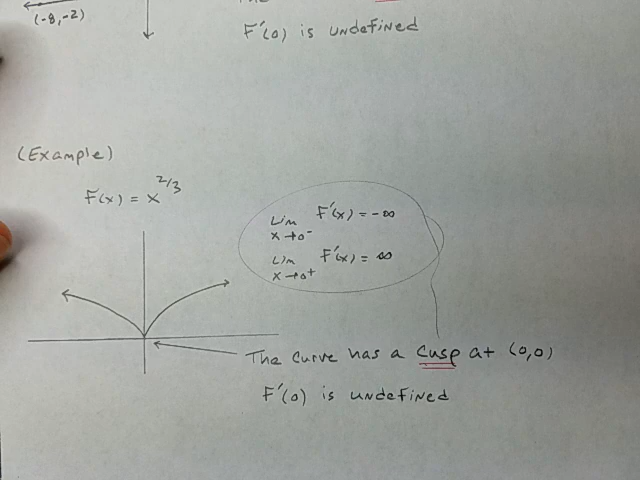 (-8,-2)
F'(0) is undefined
(Example)
F(x) = x^2/3
Lim F'(x) = -∞
x→0⁻
Lim F'(x) = ∞
x→0⁺
The curve has a cusp at (0,0)
F'(0) is undefined